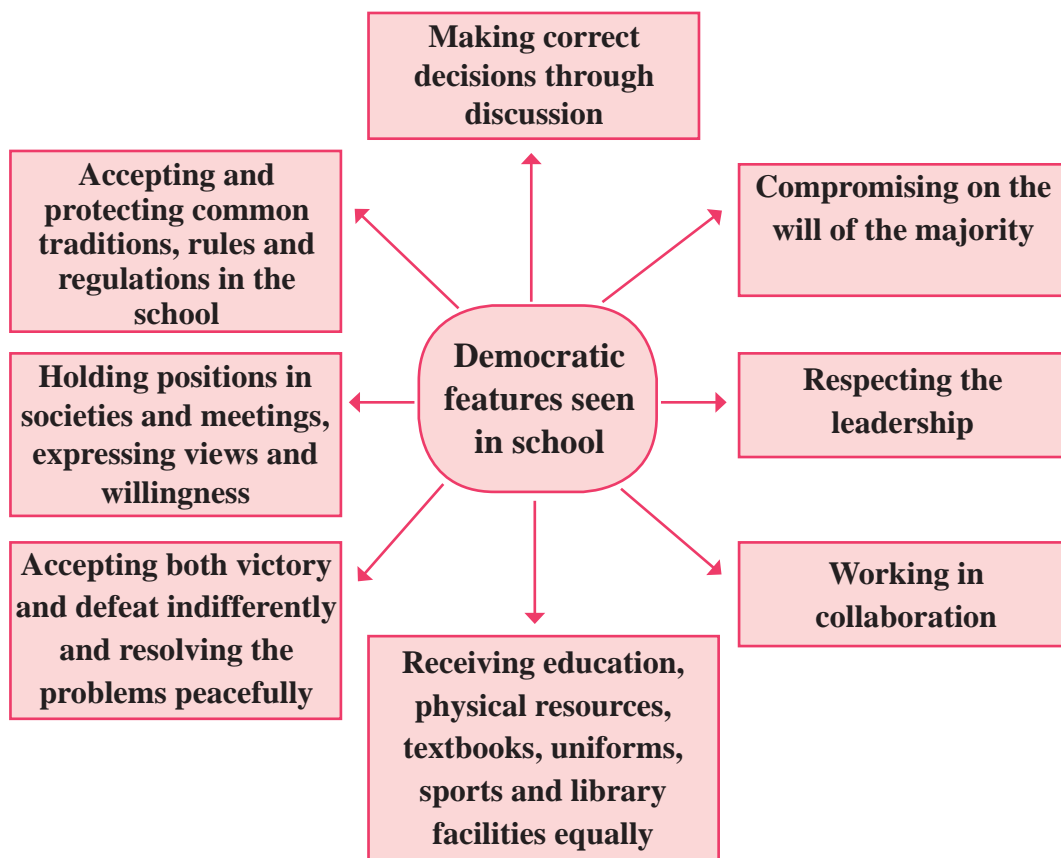 Making correct
decisions through
discussion
Accepting and
protecting common
traditions, rules and
regulations in the
school
Compromising on the
will of the majority
Democratic
features seen
in school
Holding positions in
societies and meetings,
expressing views and
willingness
Respecting the
leadership
Accepting both victory
and defeat indifferently
and resolving the
problems peacefully
Receiving education,
physical resources,
textbooks, uniforms,
sports and library
facilities equally
Working in
collaboration